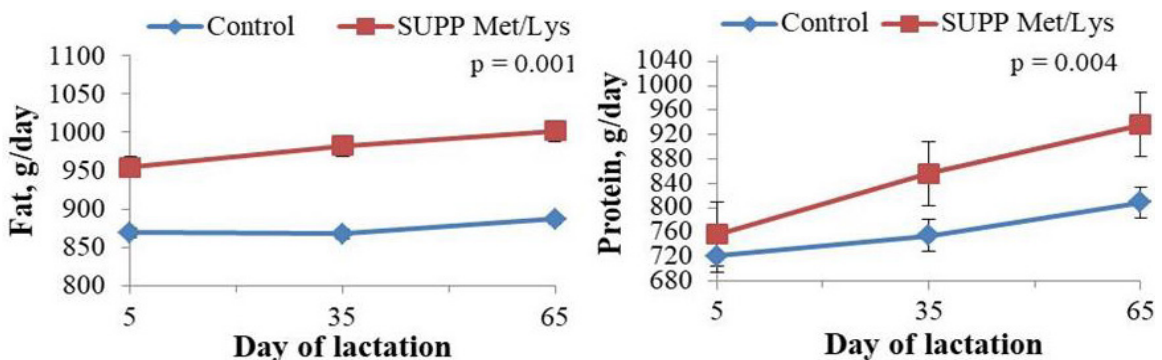 Control SUPP Met/Lys
p = 0.001
Fat, g/day
1100
1050
1000
950
900
850
800
5 35 65
Day of lactation
Control SUPP Met/Lys
p = 0.004
Protein, g/day
1040
1000
960
920
880
840
800
760
720
680
5 35 65
Day of lactation